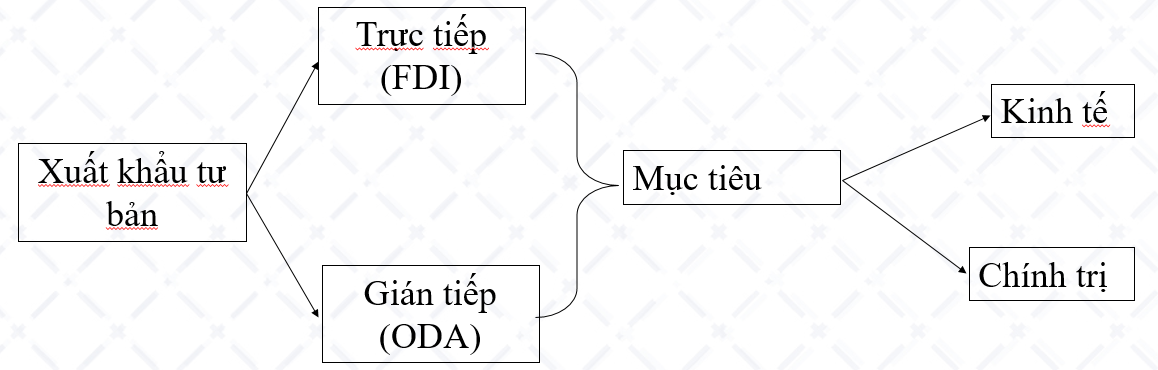 Xuất khẩu tư
bản
Trực tiếp
(FDI)
Gián tiếp
(ODA)
Mục tiêu
Kinh tế
Chính trị